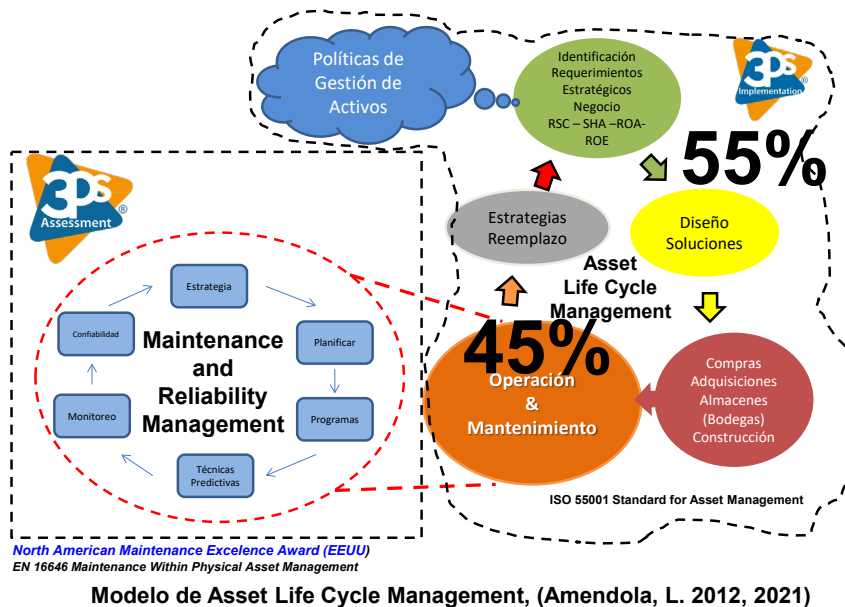 Políticas de
Gestión de
Activos
Identificación
Requerimientos
Estratégicos
Negocio
RSC – SHA –ROA-
ROE
3Ps
Implementation
®
55%
3Ps
Assessment
®
Estrategias
Reemplazo
Diseño
Soluciones
Asset
Life Cycle
Management
45%
Operación
&
Mantenimiento
Compras
Adquisiciones
Almacenes
(Bodegas)
Construcción
ISO 55001 Standard for Asset Management
Estrategia
Confiabilidad
Planificar
Maintenance
and
Reliability
Management
Monitoreo
Programas
Técnicas
Predictivas
North American Maintenance Excelence Award (EEUU)
EN 16646 Maintenance Within Physical Asset Management
Modelo de Asset Life Cycle Management, (Amendola, L. 2012, 2021)